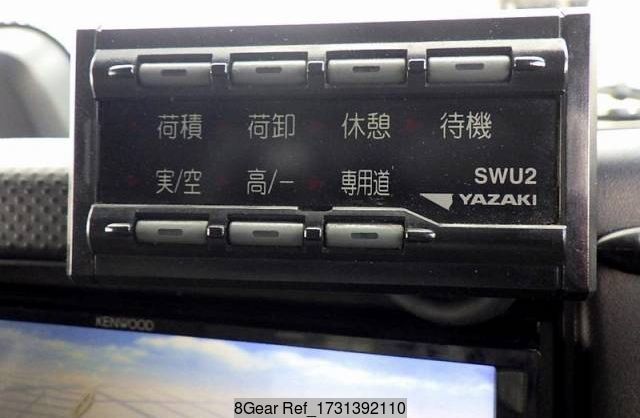 荷積 荷卸 休憩 待機
実/空 高/一 専用道 SWU2
YAZAKI
KENWOOD
8Gear Ref_1731392110